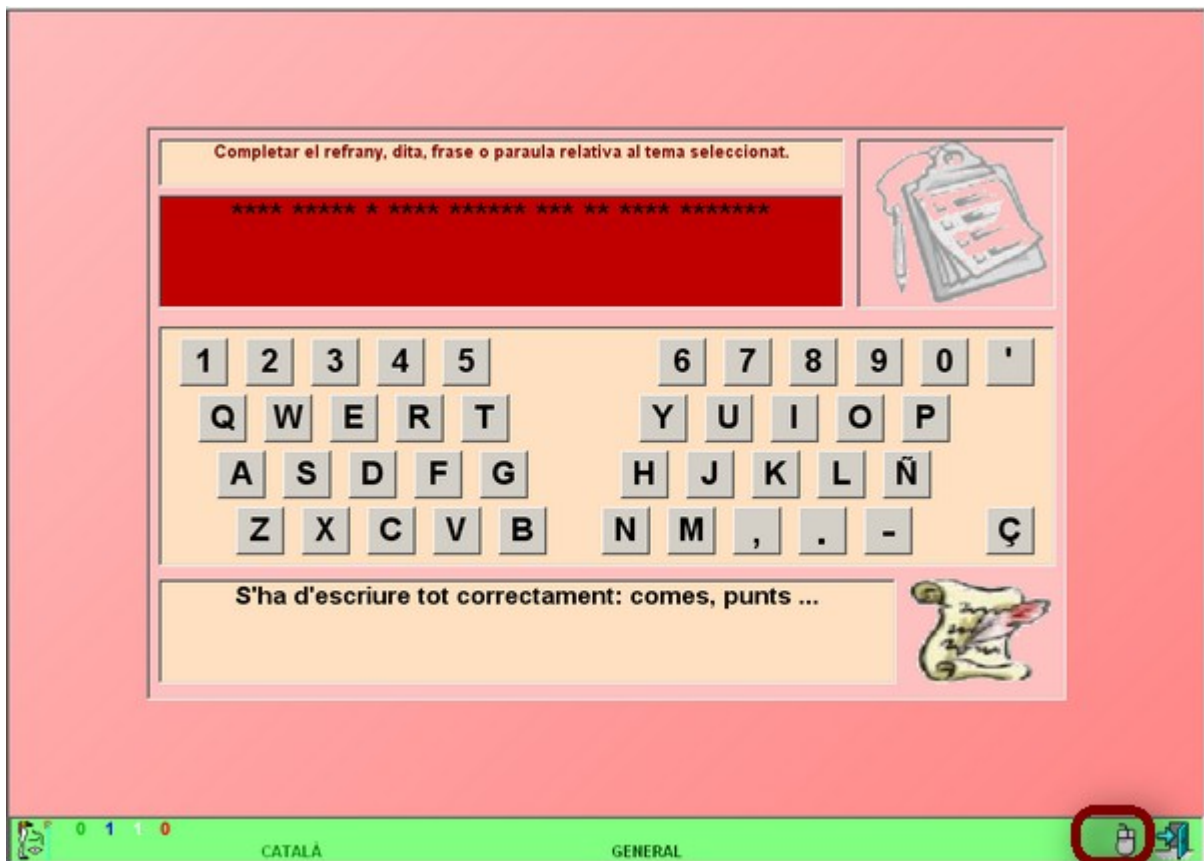 Completar el refrany, dita, frase o paraula relativa al tema seleccionat.
**** ***** * **** ****** *** ** **** *******
1 2 3 4 5 6 7 8 9 0 '
Q W E R T Y U I O P
A S D F G H J K L Ñ
Z X C V B N M , . - Ç
S'ha d'escriure tot correctament: comes, punts ...
0 1 1 0
CATALÀ GENERAL